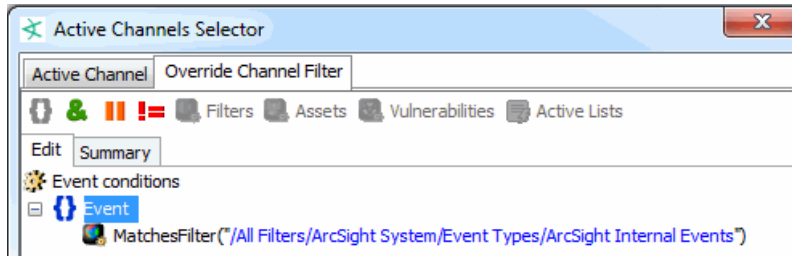 Active Channels Selector
Active Channel Override Channel Filter
{} & || != Filters Assets Vulnerabilities Active Lists
Edit Summary
Event conditions
{} Event
MatchesFilter("/All Filters/ArcSight System/Event Types/ArcSight Internal Events")